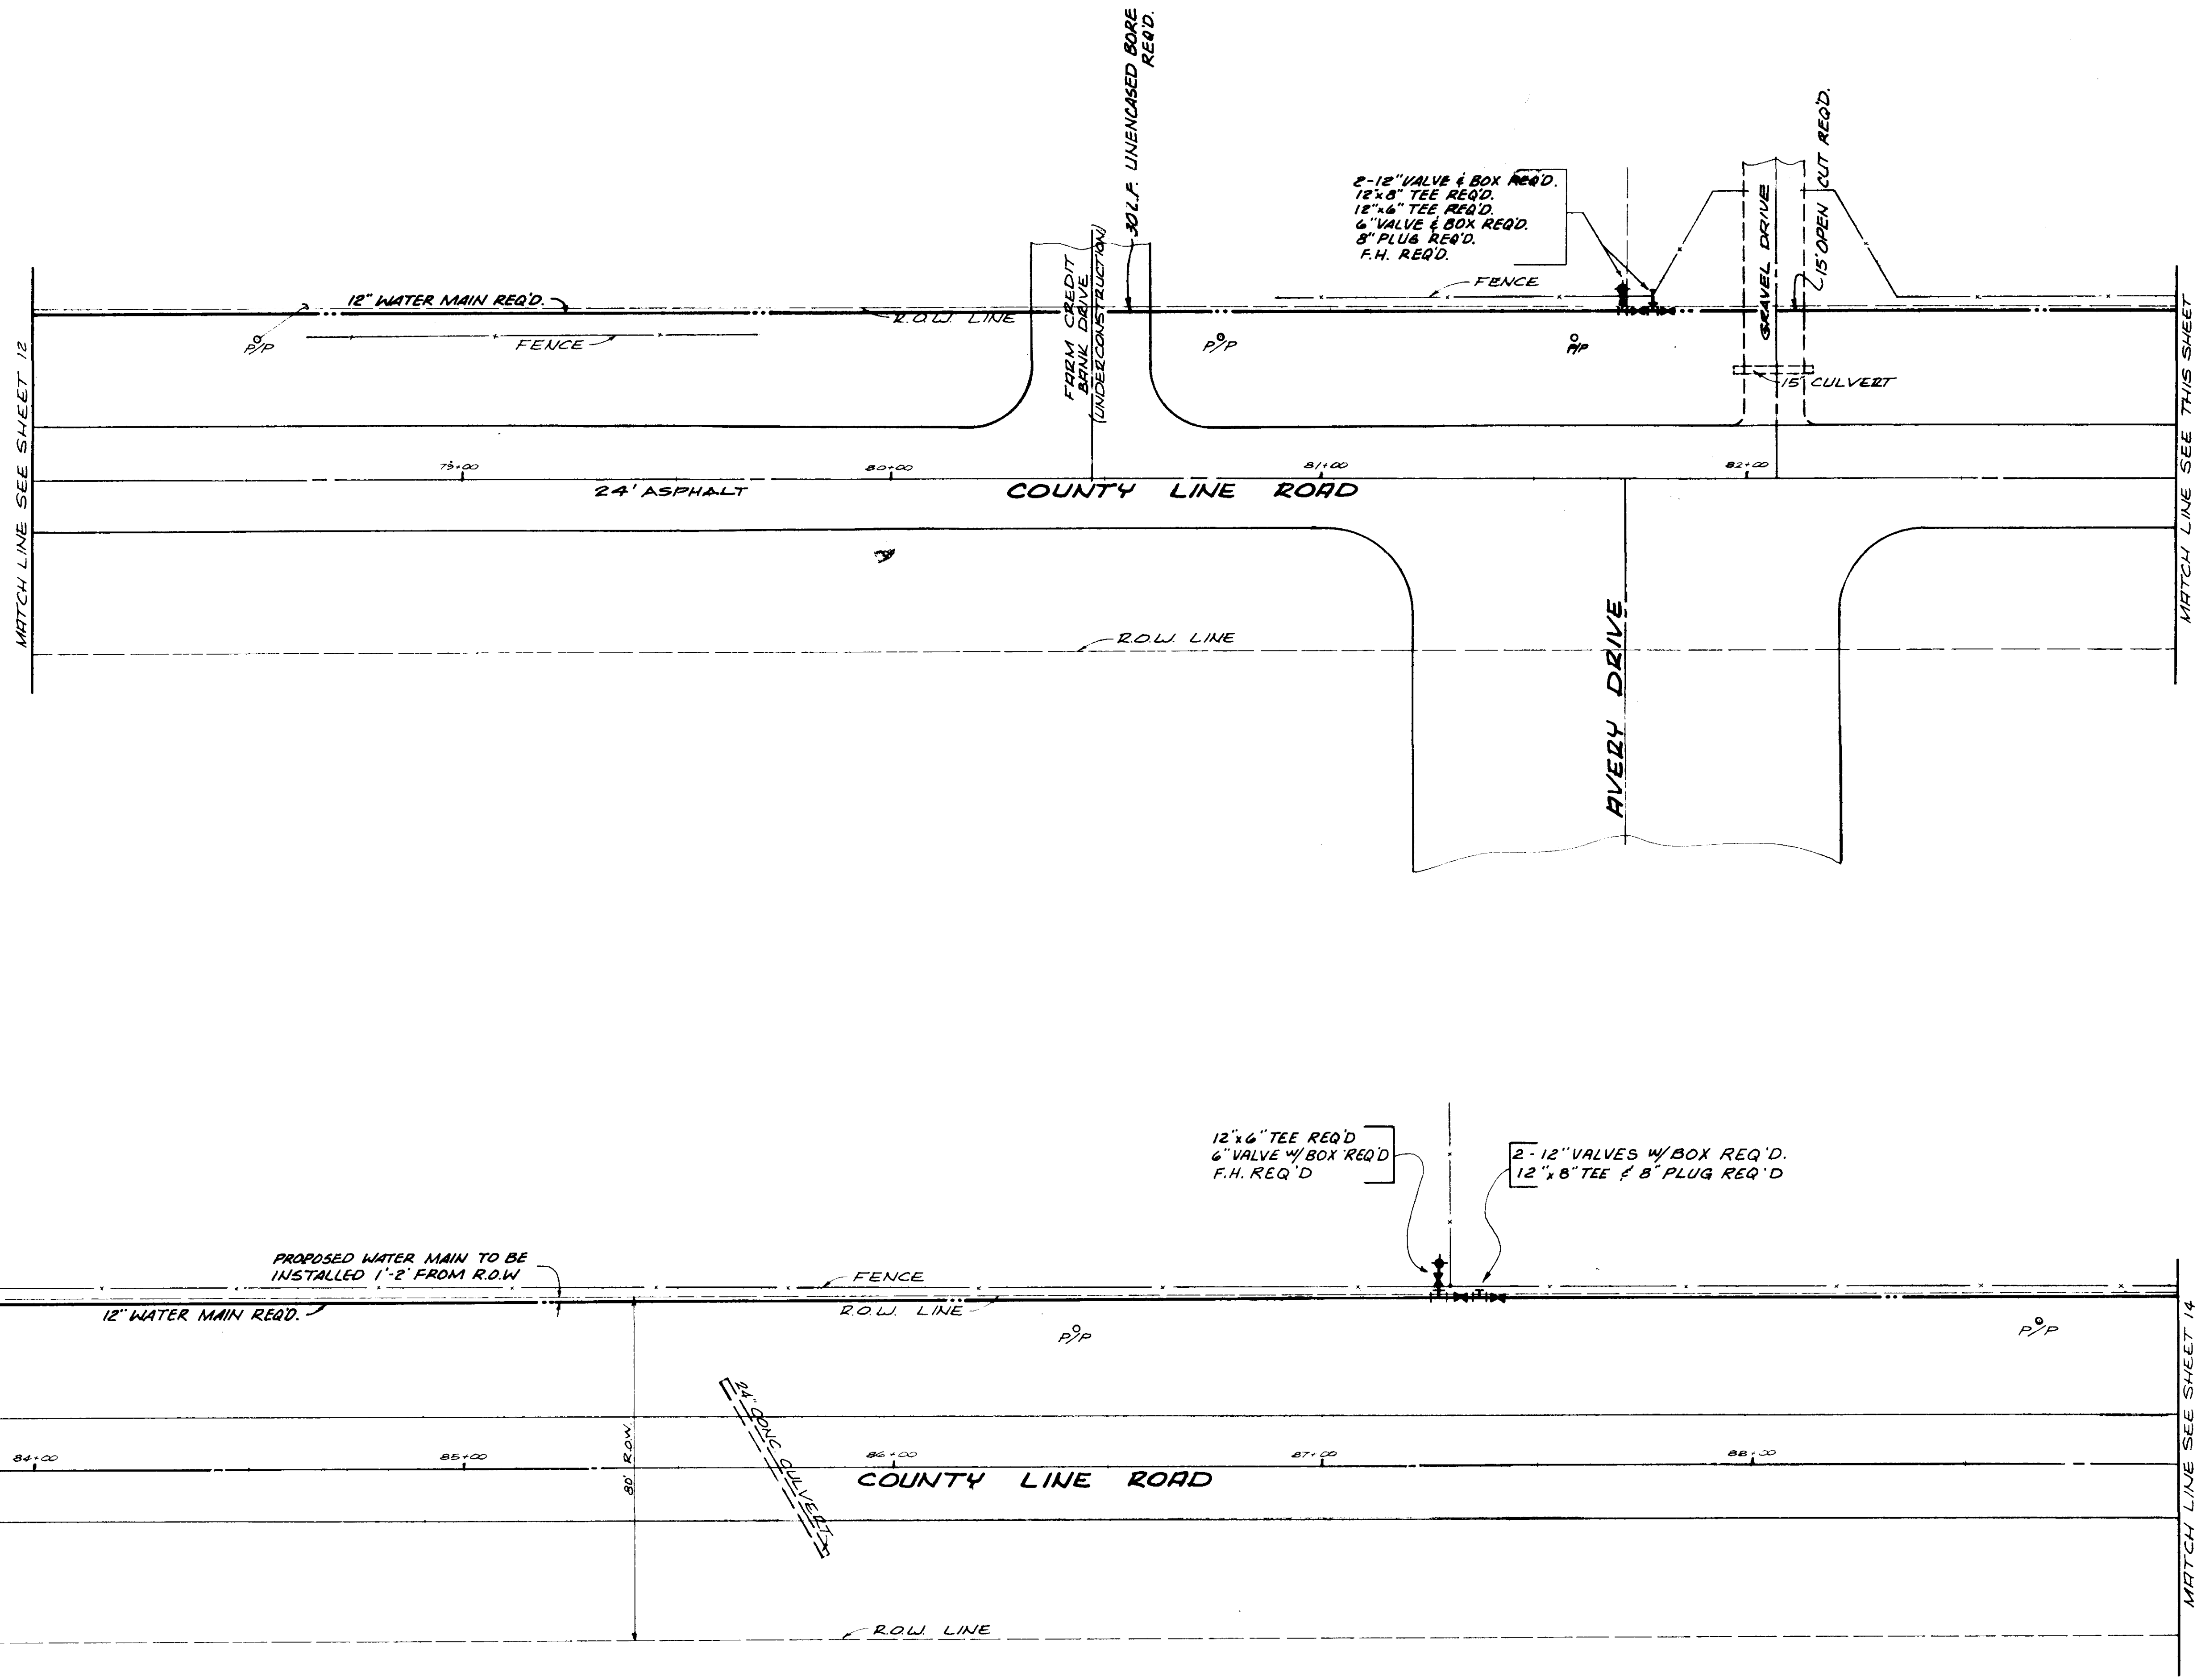 30 L.F. UNENCASED BORE
REQ'D.
2-12" VALVE & BOX REQ'D.
12"x8" TEE REQ'D.
12"x6" TEE REQ'D.
6" VALVE & BOX REQ'D.
8" PLUG REQ'D.
F.H. REQ'D.
15' OPEN CUT REQ'D.
GRAVEL DRIVE
FENCE
12" WATER MAIN REQ'D.
R.O.W. LINE
FARM CREDIT
BANK DRIVE
(UNDERCONSTRUCTION)
P/P
FENCE
P/P
P/P
15' CULVERT
MATCH LINE SEE SHEET 12
MATCH LINE SEE THIS SHEET
79+00
80+00
81+00
82+00
24' ASPHALT
COUNTY LINE ROAD
R.O.W. LINE
AVERY DRIVE
12"x6" TEE REQ'D
6" VALVE W/BOX REQ'D
F.H. REQ'D
2-12" VALVES W/BOX REQ'D.
12"x8" TEE & 8" PLUG REQ'D
PROPOSED WATER MAIN TO BE
INSTALLED 1'-2' FROM R.O.W
FENCE
12" WATER MAIN REQ'D.
R.O.W. LINE
P/P
P/P
24" CONC. CULVERT
80' R.O.W.
84+00
85+00
86+00
87+00
88+00
COUNTY LINE ROAD
R.O.W. LINE
MATCH LINE SEE SHEET 14